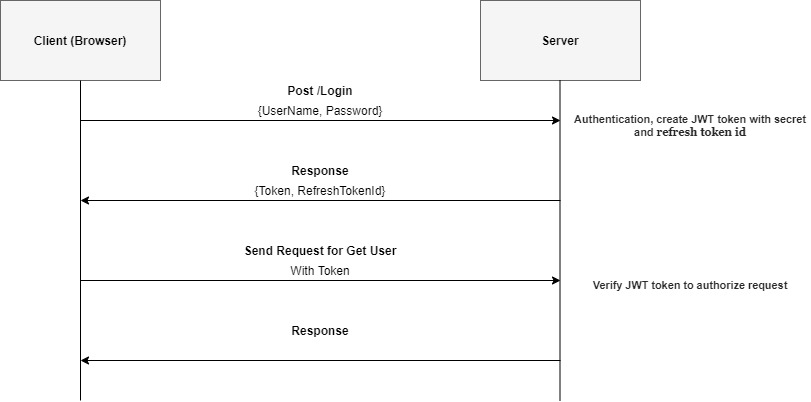 Client (Browser)
Server
Post /Login
{UserName, Password}
Authentication, create JWT token with secret
and refresh token id
Response
{Token, RefreshTokenId}
Send Request for Get User
With Token
Verify JWT token to authorize request
Response